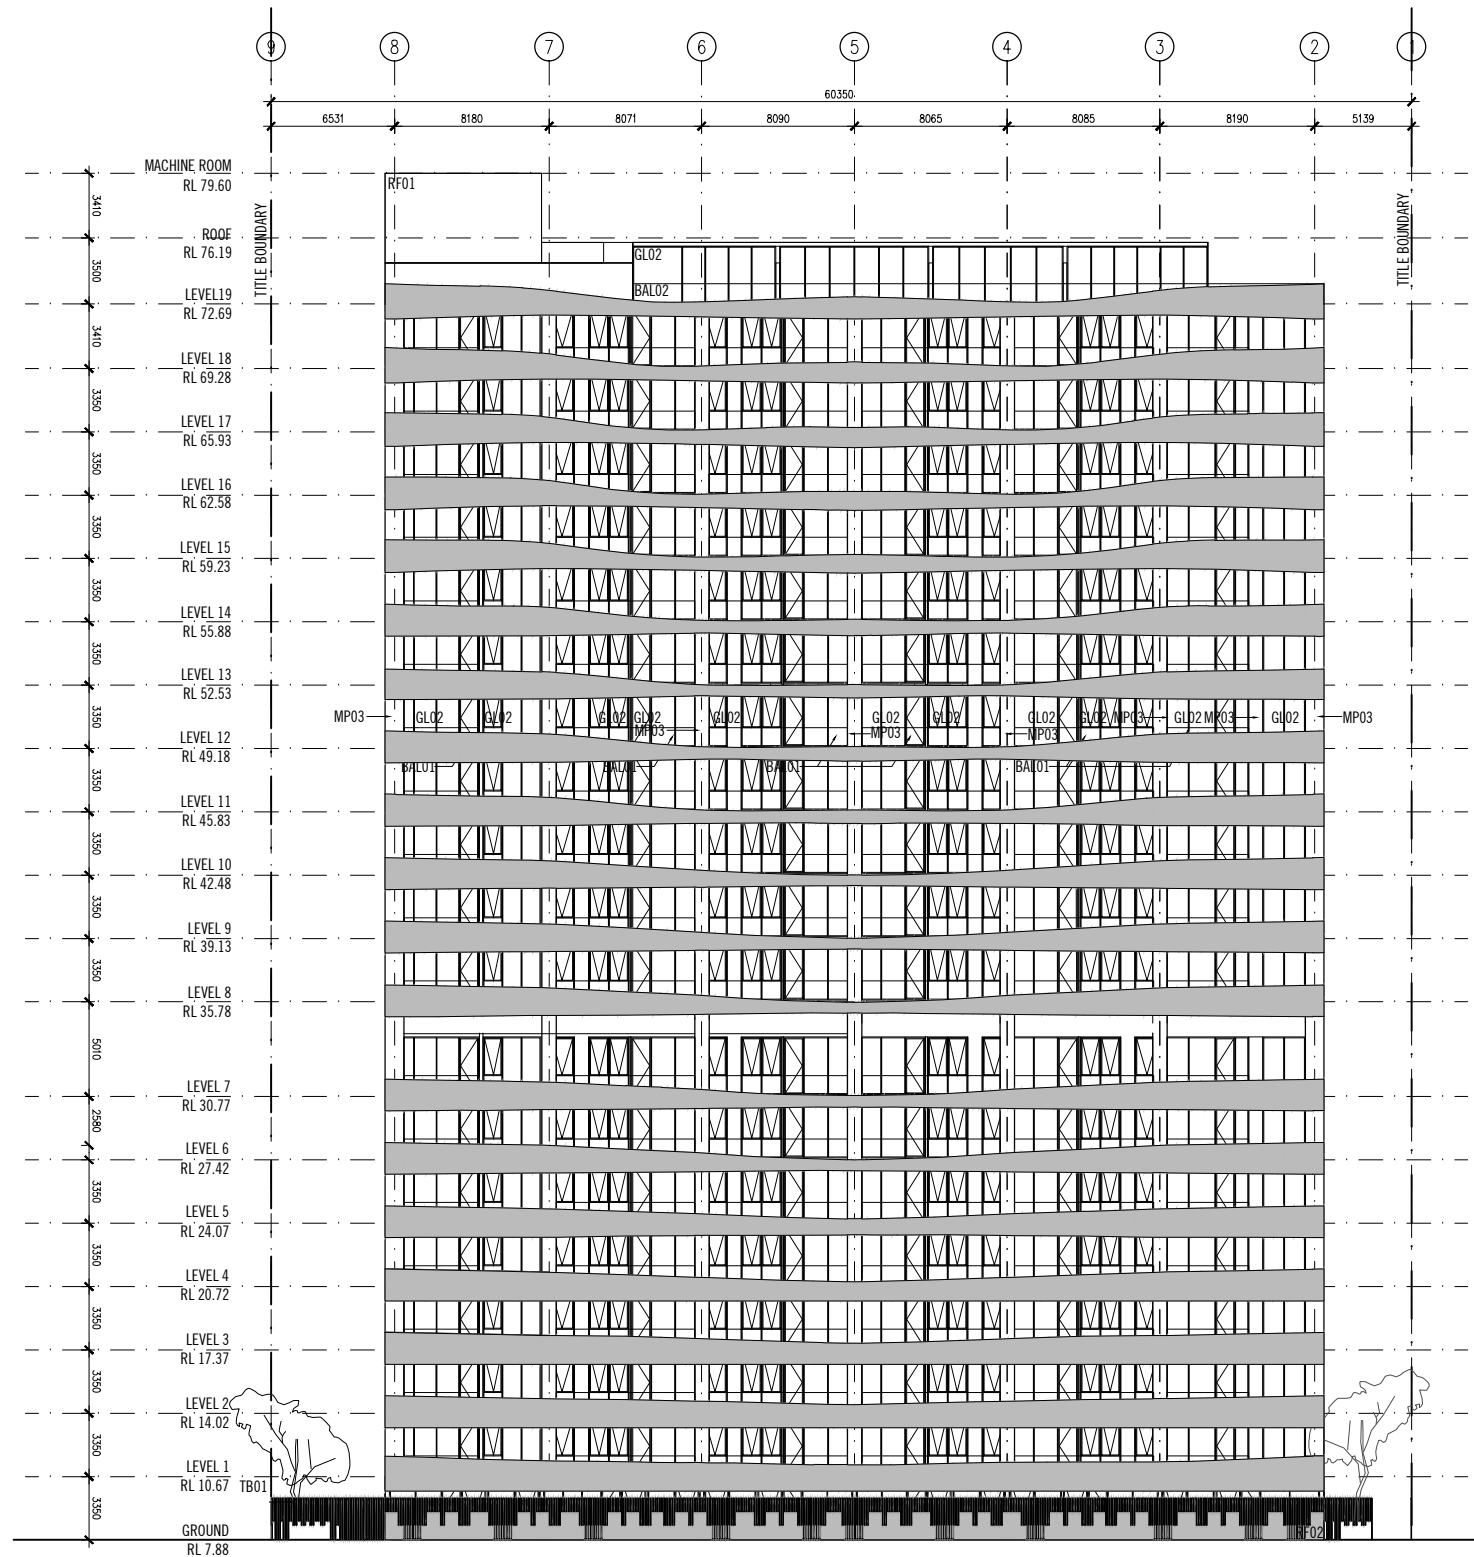 9 8 7 6 5 4 3 2 1
60350
6531 8180 8071 8090 8065 8085 8190 5139
MACHINE ROOM
RL 79.60
RF01
3410
TITLE BOUNDARY
TITLE BOUNDARY
ROOF
RL 76.19
GL02
3500
BAL02
LEVEL19
RL 72.69
3410
LEVEL 18
RL 69.28
3350
LEVEL 17
RL 65.93
3350
LEVEL 16
RL 62.58
3350
LEVEL 15
RL 59.23
3350
LEVEL 14
RL 55.88
3350
LEVEL 13
RL 52.53
3350
MP03 GL02 GL02 GL02 GL02 GL02 GL02 GL02 GL02 GL02 MP03 GL02 MP03 GL02 MP03
MP03 MP03 MP03
LEVEL 12
RL 49.18
BAL01 BAL01 BAL01 BAL01
3350
LEVEL 11
RL 45.83
3350
LEVEL 10
RL 42.48
3350
LEVEL 9
RL 39.13
3350
LEVEL 8
RL 35.78
5010
LEVEL 7
RL 30.77
2580
LEVEL 6
RL 27.42
3350
LEVEL 5
RL 24.07
3350
LEVEL 4
RL 20.72
3350
LEVEL 3
RL 17.37
3350
LEVEL 2
RL 14.02
3350
LEVEL 1
RL 10.67
TB01
3350
GROUND
RL 7.88
RF02